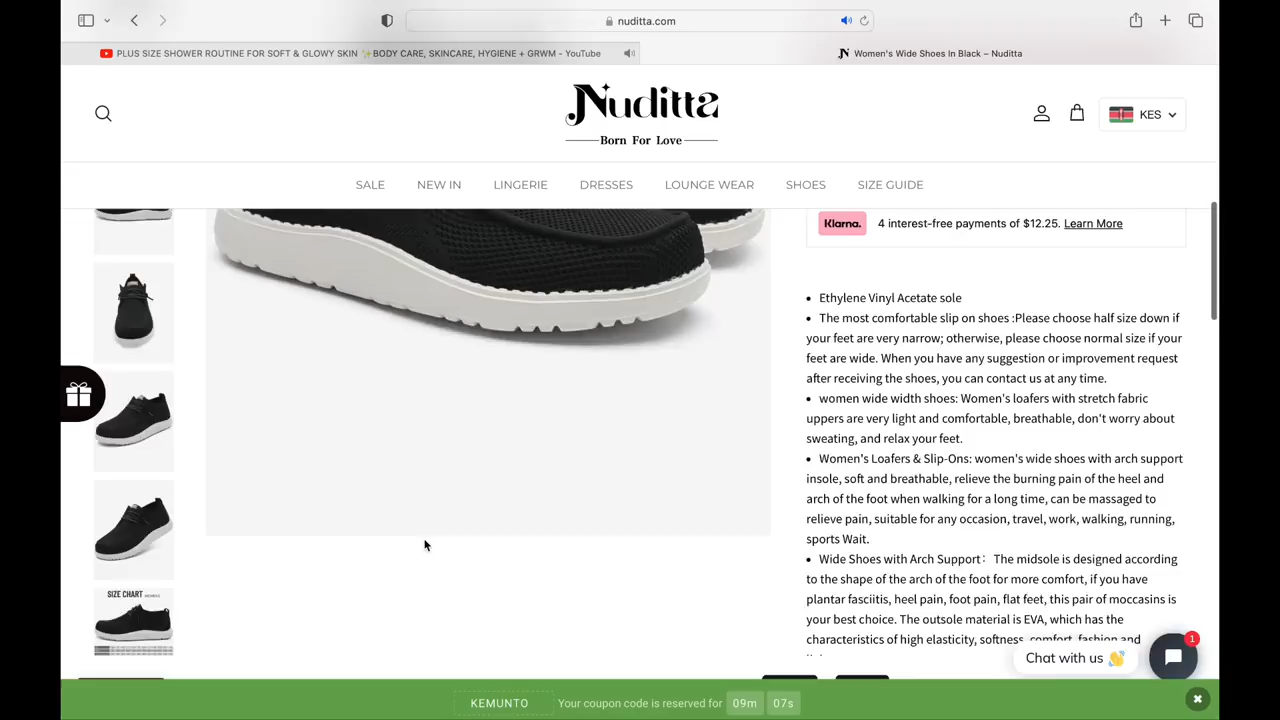 nuditta.com
PLUS SIZE SHOWER ROUTINE FOR SOFT & GLOWY SKIN ✨BODY CARE, SKINCARE, HYGIENE + GRWM - YouTube
Women's Wide Shoes In Black – Nuditta
Nuditta
Born For Love
KES
SALE
NEW IN
LINGERIE
DRESSES
LOUNGE WEAR
SHOES
SIZE GUIDE
Klarna. 4 interest-free payments of $12.25. Learn More
• Ethylene Vinyl Acetate sole
• The most comfortable slip on shoes :Please choose half size down if
your feet are very narrow; otherwise, please choose normal size if your
feet are wide. When you have any suggestion or improvement request
after receiving the shoes, you can contact us at any time.
• women wide width shoes: Women's loafers with stretch fabric
uppers are very light and comfortable, breathable, don't worry about
sweating, and relax your feet.
• Women's Loafers & Slip-Ons: women's wide shoes with arch support
insole, soft and breathable, relieve the burning pain of the heel and
arch of the foot when walking for a long time, can be massaged to
relieve pain, suitable for any occasion, travel, work, walking, running,
sports Wait.
• Wide Shoes with Arch Support： The midsole is designed according
to the shape of the arch of the foot for more comfort, if you have
plantar fasciitis, heel pain, foot pain, flat feet, this pair of moccasins is
your best choice. The outsole material is EVA, which has the
characteristics of high elasticity, softness, comfort, fashion and
SIZE CHART
Chat with us 👋
1
KEMUNTO
Your coupon code is reserved for 09m 07s